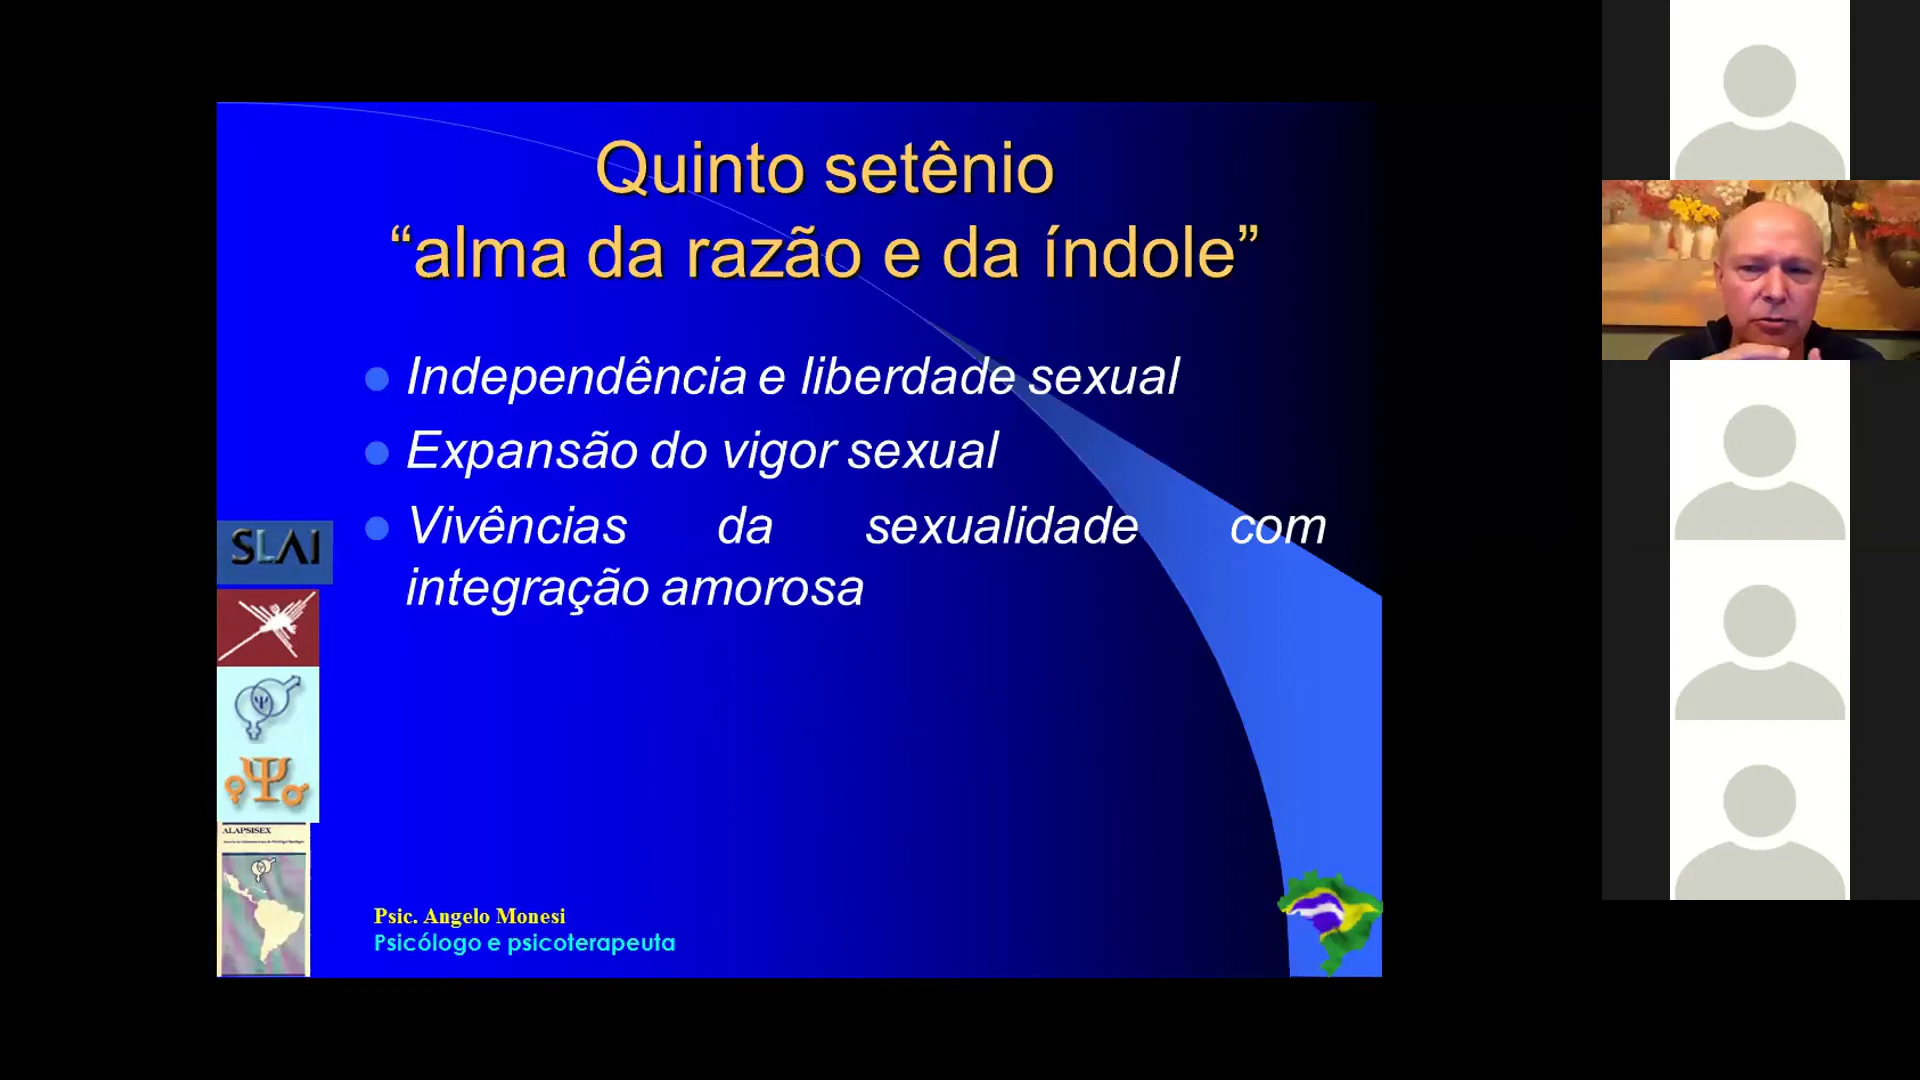 Quinto setênio
“alma da razão e da índole”
Independência e liberdade sexual
Expansão do vigor sexual
Vivências da sexualidade com
integração amorosa
SLAI
ALAPSISEX
Psic. Angelo Monesi
Psicólogo e psicoterapeuta